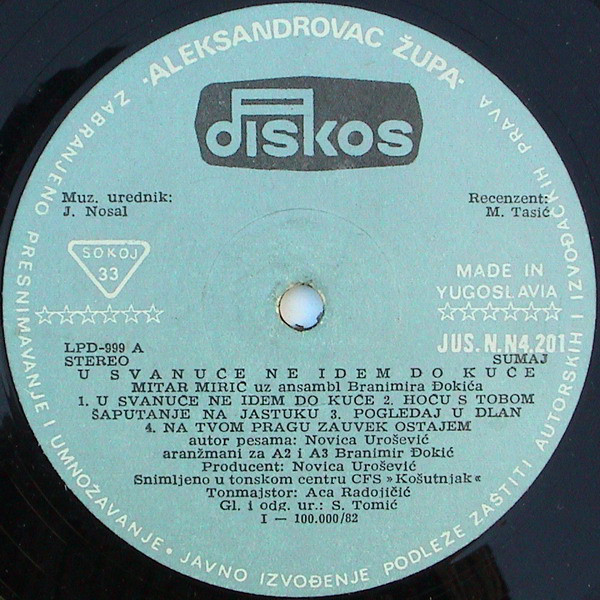 ·ALEKSANDROVAC ŽUPA·
ZABRANJENO PRESNIMAVANJE I UMNOŽAVANJE • JAVNO IZVOĐENJE PODLEŽE ZAŠTITI AUTORSKIH I IZVOĐAČKIH PRAVA
diskos
Muz. urednik:
J. Nosal
Recenzent:
M. Tasić
SOKOJ
33
MADE IN
YUGOSLAVIA
☆☆☆☆☆☆
☆☆☆☆☆☆
JUS.N.N4.201
LPD-999 A
STEREO
SUMAJ
U SVANUĆE NE IDEM DO KUĆE
MITAR MIRIĆ uz ansambl Branimira Đokića
1. U SVANUĆE NE IDEM DO KUĆE 2. HOĆU S TOBOM
ŠAPUTANJE NA JASTUKU 3. POGLEDAJ U DLAN
4. NA TVOM PRAGU ZAUVEK OSTAJEM
autor pesama: Novica Urošević
aranžmani za A2 i A3 Branimir Đokić
Producent: Novica Urošević
Snimljeno u tonskom centru CFS »Košutnjak«
Tonmajstor: Aca Radojičić
Gl. i odg. ur.: S. Tomić
I — 100.000/82